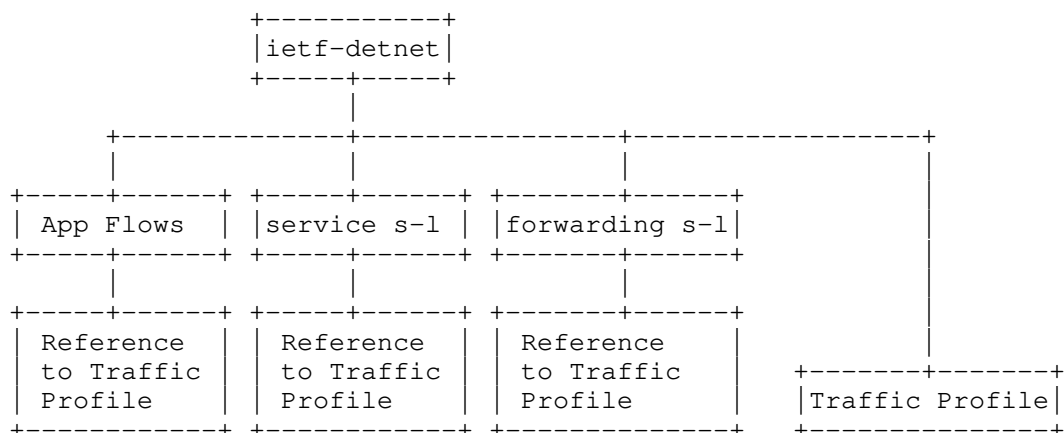 ietf-detnet
App Flows service s-l forwarding s-l
Reference Reference Reference
to Traffic to Traffic to Traffic
Profile Profile Profile Traffic Profile